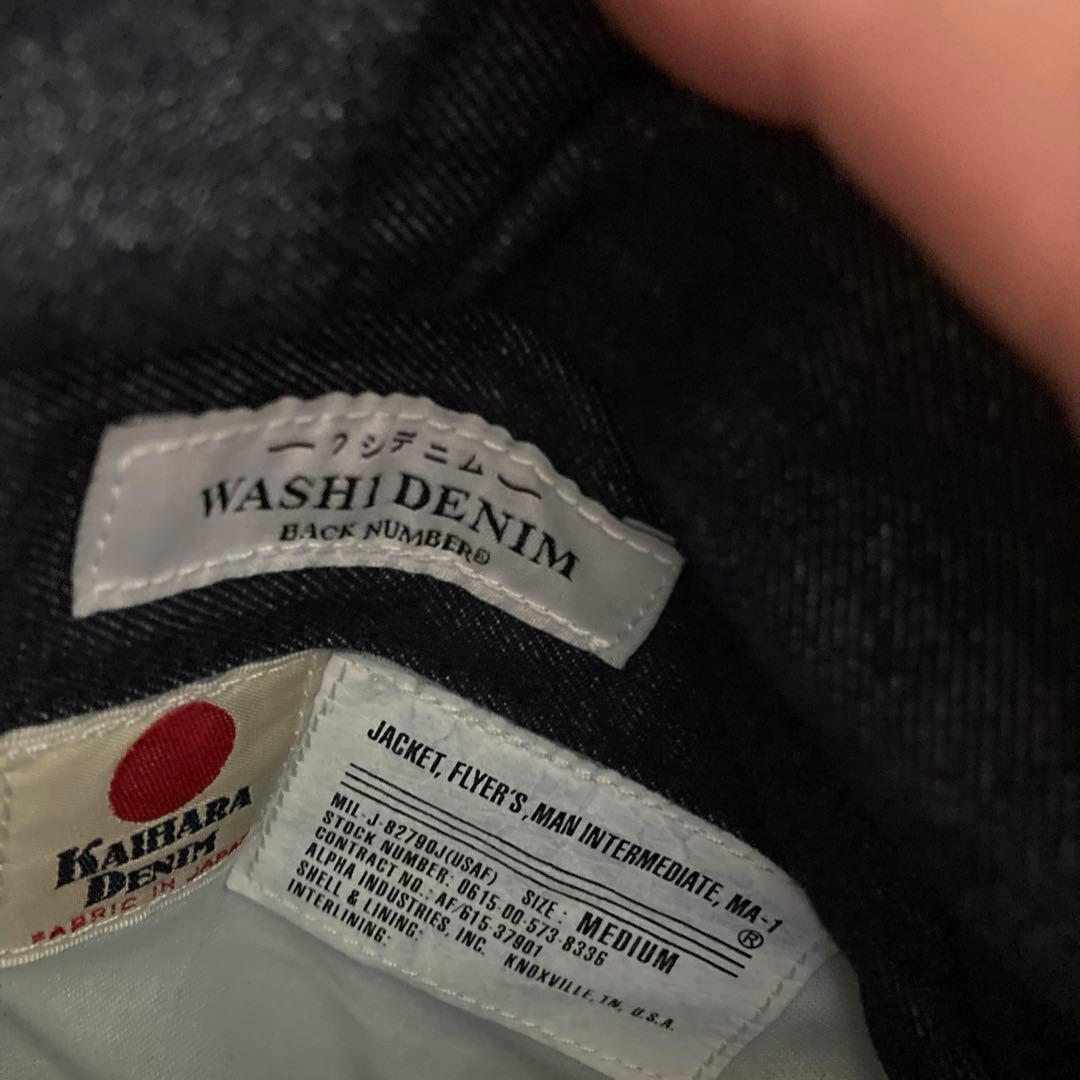 ワシデニム
WASHI DENIM
BACK NUMBER®
KAIHARA
DENIM
FABRIC IN JAPAN
JACKET, FLYER'S, MAN INTERMEDIATE, MA-1
®
MIL-J-82790J(USAF) SIZE: MEDIUM
STOCK NUMBER: 0615-00-573-8336
CONTRACT NO.: AF/615-37901
ALPHA INDUSTRIES, INC. KNOXVILLE, TN, U.S.A.
SHELL & LINING:
INTERLINING: